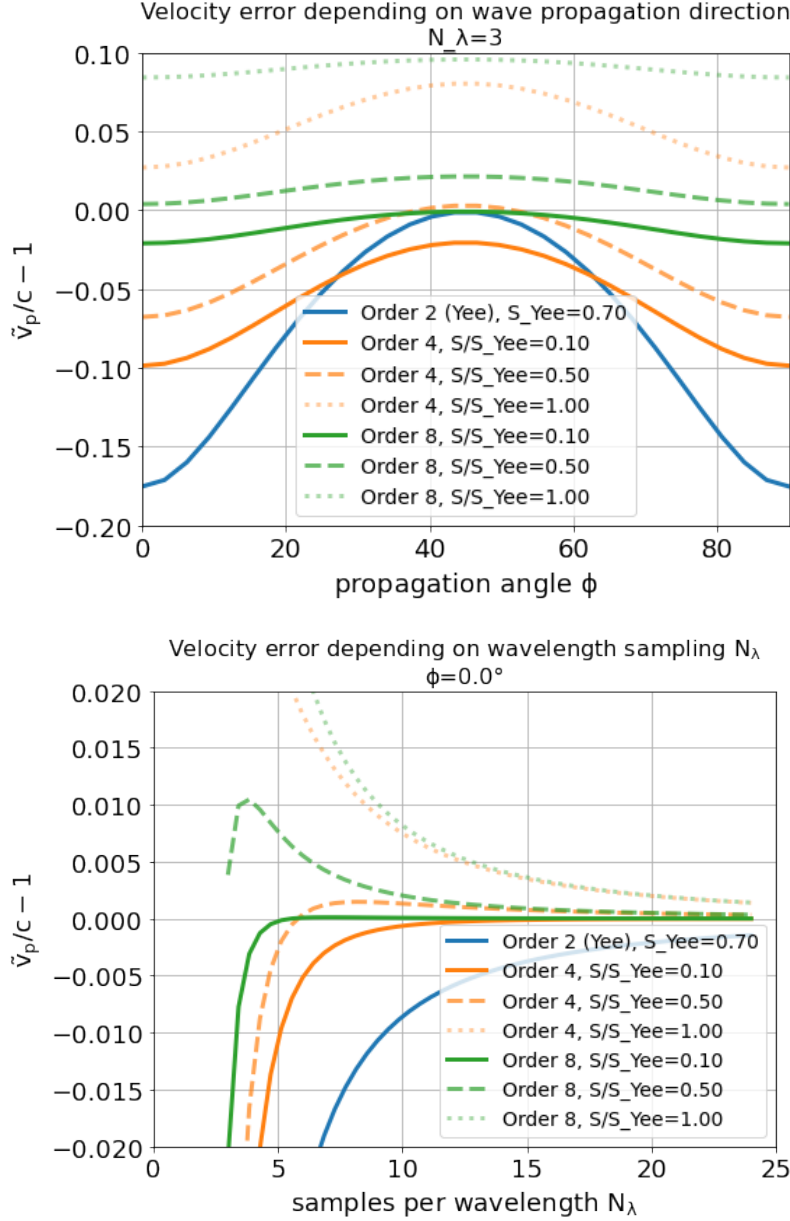 Velocity error depending on wave propagation direction
N_λ=3
0.10
0.05
0.00
−0.05
−0.10
−0.15
−0.20
ṽₚ/c − 1
Order 2 (Yee), S_Yee=0.70
Order 4, S/S_Yee=0.10
Order 4, S/S_Yee=0.50
Order 4, S/S_Yee=1.00
Order 8, S/S_Yee=0.10
Order 8, S/S_Yee=0.50
Order 8, S/S_Yee=1.00
0 20 40 60 80
propagation angle ϕ
Velocity error depending on wavelength sampling N_λ
ϕ=0.0°
0.020
0.015
0.010
0.005
0.000
−0.005
−0.010
−0.015
−0.020
ṽₚ/c − 1
Order 2 (Yee), S_Yee=0.70
Order 4, S/S_Yee=0.10
Order 4, S/S_Yee=0.50
Order 4, S/S_Yee=1.00
Order 8, S/S_Yee=0.10
Order 8, S/S_Yee=0.50
Order 8, S/S_Yee=1.00
0 5 10 15 20 25
samples per wavelength N_λ